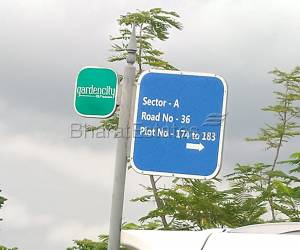 gardencity
Sector - A
Road No - 36
Plot No - 174 to 183